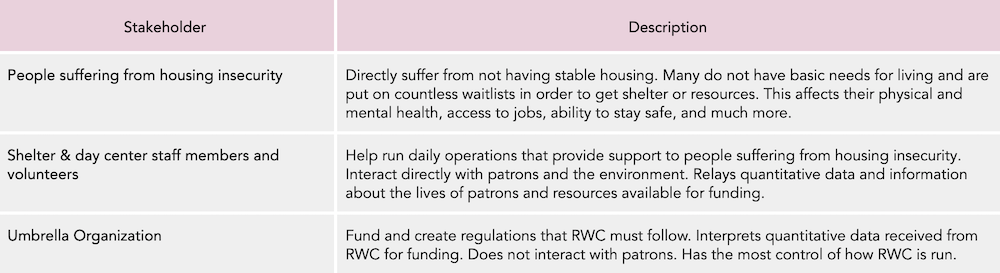 Stakeholder
Description
People suffering from housing insecurity
Directly suffer from not having stable housing. Many do not have basic needs for living and are
put on countless waitlists in order to get shelter or resources. This affects their physical and
mental health, access to jobs, ability to stay safe, and much more.
Shelter & day center staff members and
volunteers
Help run daily operations that provide support to people suffering from housing insecurity.
Interact directly with patrons and the environment. Relays quantitative data and information
about the lives of patrons and resources available for funding.
Umbrella Organization
Fund and create regulations that RWC must follow. Interprets quantitative data received from
RWC for funding. Does not interact with patrons. Has the most control of how RWC is run.